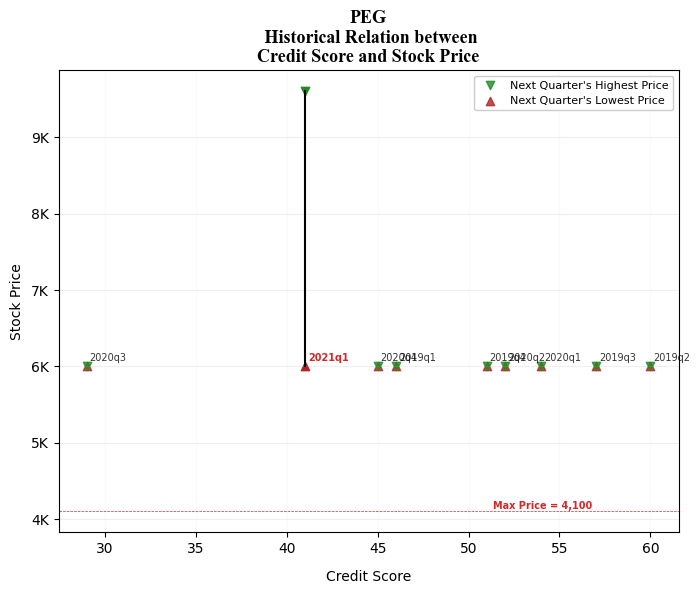 PEG
Historical Relation between
Credit Score and Stock Price
Next Quarter's Highest Price
Next Quarter's Lowest Price
9K
8K
7K
6K
5K
4K
Stock Price
2020q3
2021q1
2020q4
2019q1
2019q4
2020q2
2020q1
2019q3
2019q2
Max Price = 4,100
30 35 40 45 50 55 60
Credit Score